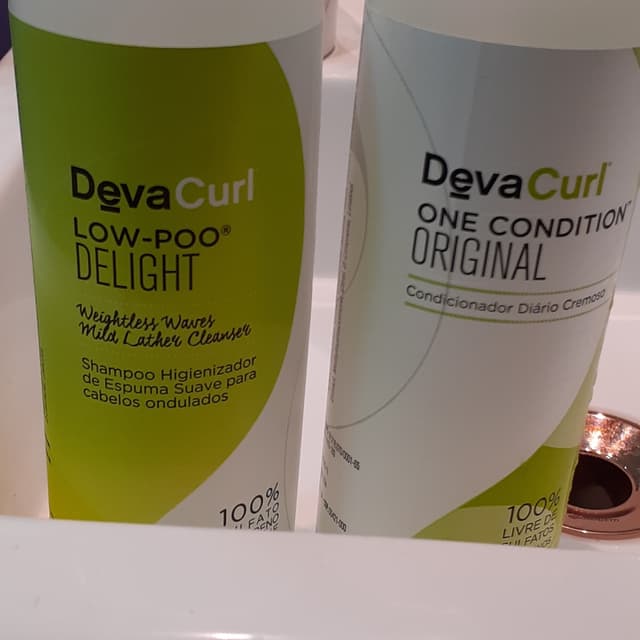 DevaCurl
LOW-POO®
DELIGHT
Weightless Waves
Mild Lather Cleanser
Shampoo Higienizador
de Espuma Suave para
cabelos ondulados
100%
DevaCurl
ONE CONDITION™
ORIGINAL
Condicionador Diário Cremoso
100%
LIVRE DE
SULFATOS